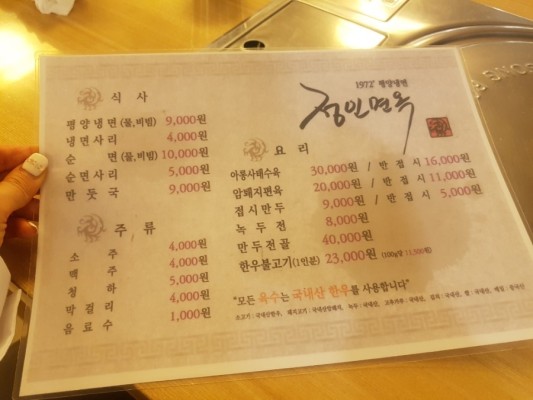 식 사
평양냉면 (물,비빔) 9,000원
냉면사리 4,000원
순 면 (물,비빔) 10,000원
순면사리 5,000원
만 둣 국 9,000원
주 류
소 주 4,000원
맥 주 4,000원
청 하 5,000원
막 걸 리 4,000원
음 료 수 1,000원
1972' 평양냉면
정인면옥
요 리
아롱사태수육 30,000원 / 반 접 시 16,000원
암돼지편육 20,000원 / 반 접 시 11,000원
접시만두 9,000원 / 반 접 시 5,000원
녹 두 전 8,000원
만두전골 40,000원
한우불고기(1인분) 23,000원 (100g당
"모든 육수는 국내산 한우를 사용합니다"